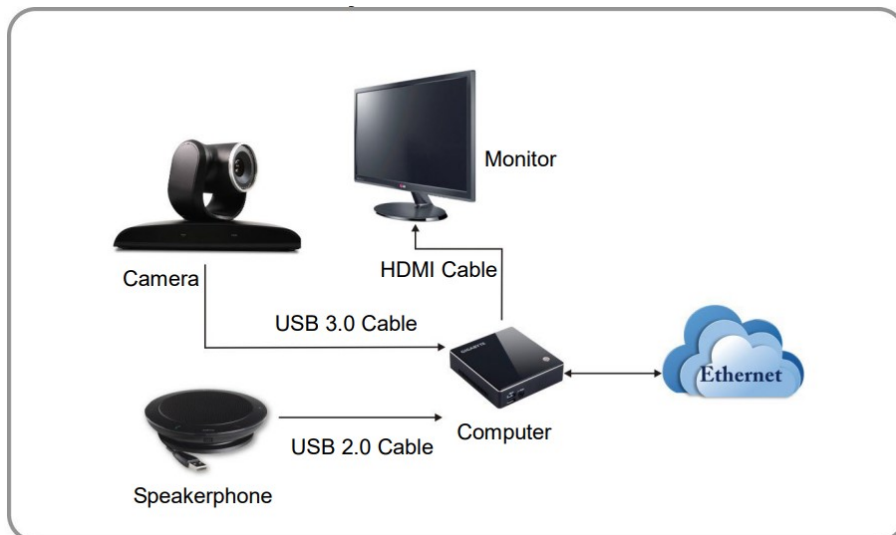 Monitor
HDMI Cable
Camera
USB 3.0 Cable
Ethernet
Computer
USB 2.0 Cable
Speakerphone